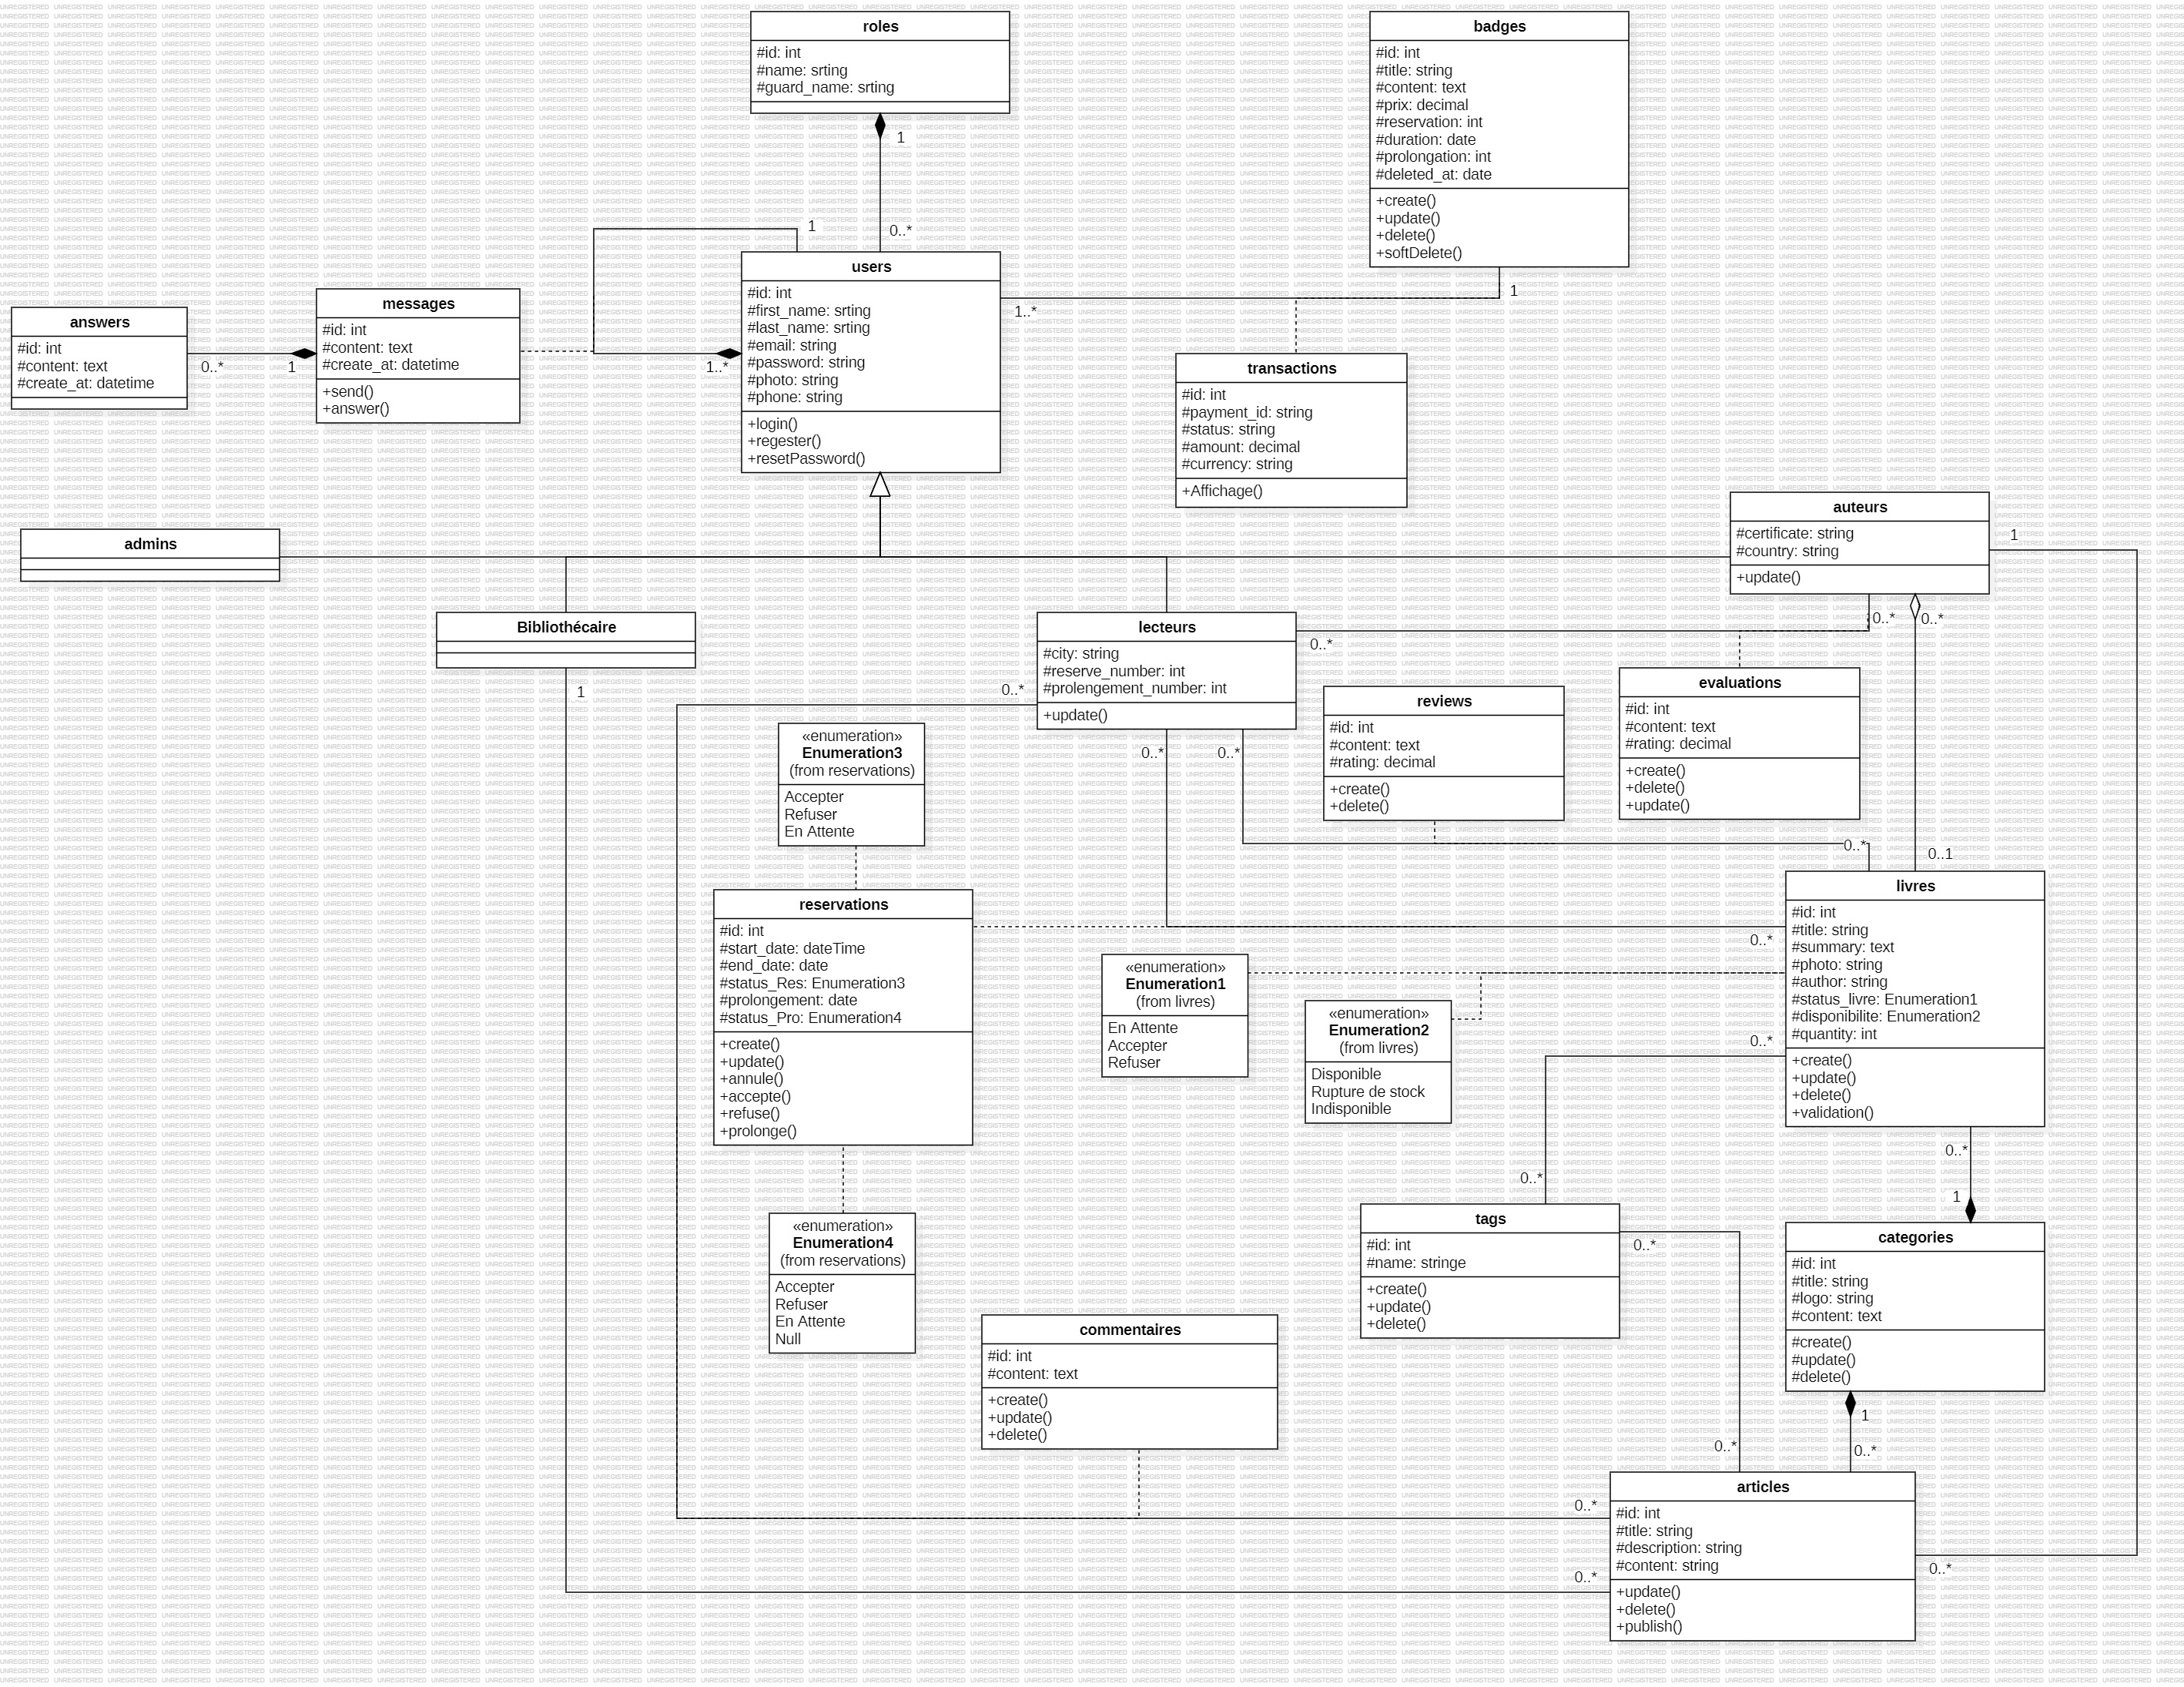 roles
#id: int
#name: srting
#guard_name: srting
1
0..*
badges
#id: int
#title: string
#content: text
#prix: decimal
#reservation: int
#duration: date
#prolongation: int
#deleted_at: date
+create()
+update()
+delete()
+softDelete()
1
1
users
#id: int
#first_name: srting
#last_name: srting
#email: string
#password: string
#photo: string
#phone: string
+login()
+regester()
+resetPassword()
1..*
1..*
messages
#id: int
#content: text
#create_at: datetime
+send()
+answer()
answers
#id: int
#content: text
#create_at: datetime
0..*
1
transactions
#id: int
#payment_id: string
#status: string
#amount: decimal
#currency: string
+Affichage()
auteurs
#certificate: string
#country: string
+update()
1
0..*
0..*
admins
Bibliothécaire
1
lecteurs
#city: string
#reserve_number: int
#prolengement_number: int
+update()
0..*
0..*
0..*
0..*
reviews
#id: int
#content: text
#rating: decimal
+create()
+delete()
evaluations
#id: int
#content: text
#rating: decimal
+create()
+delete()
+update()
«enumeration»
Enumeration3
(from reservations)
Accepter
Refuser
En Attente
0..*
0..1
livres
#id: int
#title: string
#summary: text
#photo: string
#author: string
#status_livre: Enumeration1
#disponibilite: Enumeration2
#quantity: int
+create()
+update()
+delete()
+validation()
0..*
0..*
0..*
reservations
#id: int
#start_date: dateTime
#end_date: date
#status_Res: Enumeration3
#prolongement: date
#status_Pro: Enumeration4
+create()
+update()
+annule()
+accepte()
+refuse()
+prolonge()
«enumeration»
Enumeration1
(from livres)
En Attente
Accepter
Refuser
«enumeration»
Enumeration2
(from livres)
Disponible
Rupture de stock
Indisponible
0..*
1
tags
#id: int
#name: stringe
+create()
+update()
+delete()
0..*
categories
#id: int
#title: string
#logo: string
#content: text
#create()
#update()
#delete()
1
0..*
0..*
«enumeration»
Enumeration4
(from reservations)
Accepter
Refuser
En Attente
Null
commentaires
#id: int
#content: text
+create()
+update()
+delete()
articles
#id: int
#title: string
#description: string
#content: string
+update()
+delete()
+publish()
0..*
0..*
0..*
UNREGISTERED